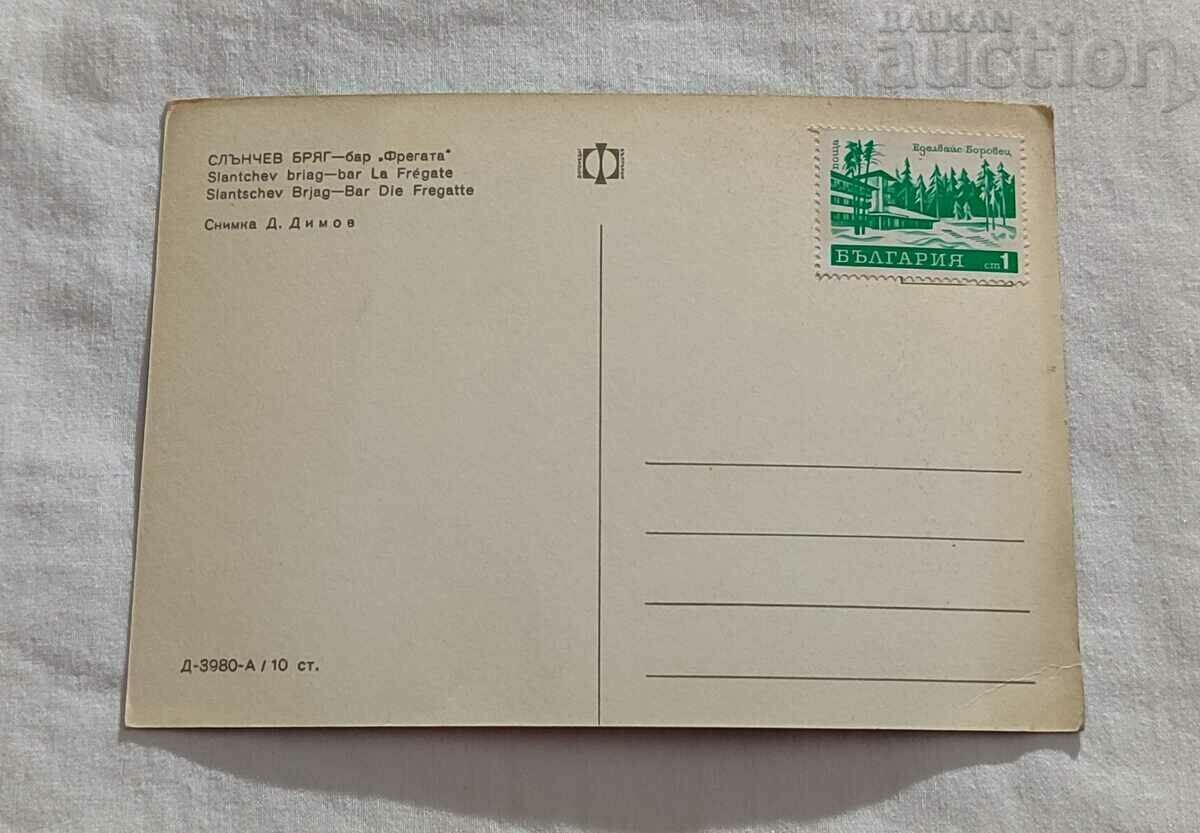 BALKAN
auction
СЛЪНЧЕВ БРЯГ—бар „Фрегата“
Slantchev briag—bar La Frégate
Slantschev Brjag—Bar Die Fregatte
Снимка Д. Димов
поща
Еделвайс-Боровец
БЪЛГАРИЯ ст 1
Д-3980-А / 10 ст.